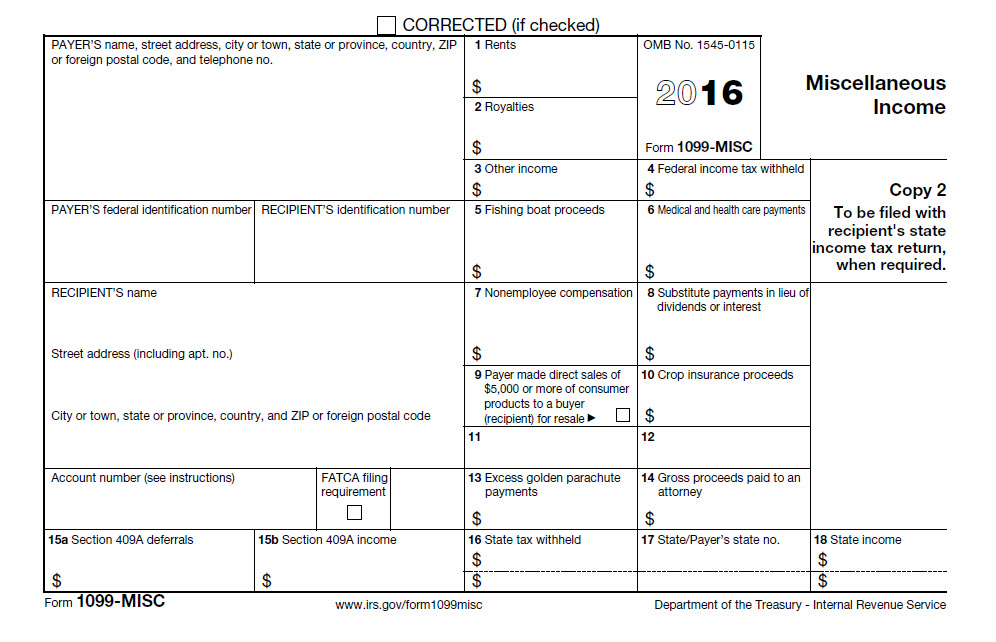 CORRECTED (if checked)
PAYER'S name, street address, city or town, state or province, country, ZIP
or foreign postal code, and telephone no.
1 Rents
$
2 Royalties
$
OMB No. 1545-0115
2016
Form 1099-MISC
Miscellaneous
Income
3 Other income
$
4 Federal income tax withheld
$
Copy 2
To be filed with
recipient's state
income tax return,
when required.
PAYER'S federal identification number
RECIPIENT'S identification number
5 Fishing boat proceeds
$
6 Medical and health care payments
$
RECIPIENT'S name
Street address (including apt. no.)
City or town, state or province, country, and ZIP or foreign postal code
7 Nonemployee compensation
$
8 Substitute payments in lieu of
dividends or interest
$
9 Payer made direct sales of
$5,000 or more of consumer
products to a buyer
(recipient) for resale ▶
10 Crop insurance proceeds
$
11
12
Account number (see instructions)
FATCA filing
requirement
13 Excess golden parachute
payments
$
14 Gross proceeds paid to an
attorney
$
15a Section 409A deferrals
$
15b Section 409A income
$
16 State tax withheld
$
$
17 State/Payer's state no.
18 State income
$
$
Form 1099-MISC
www.irs.gov/form1099misc
Department of the Treasury - Internal Revenue Service